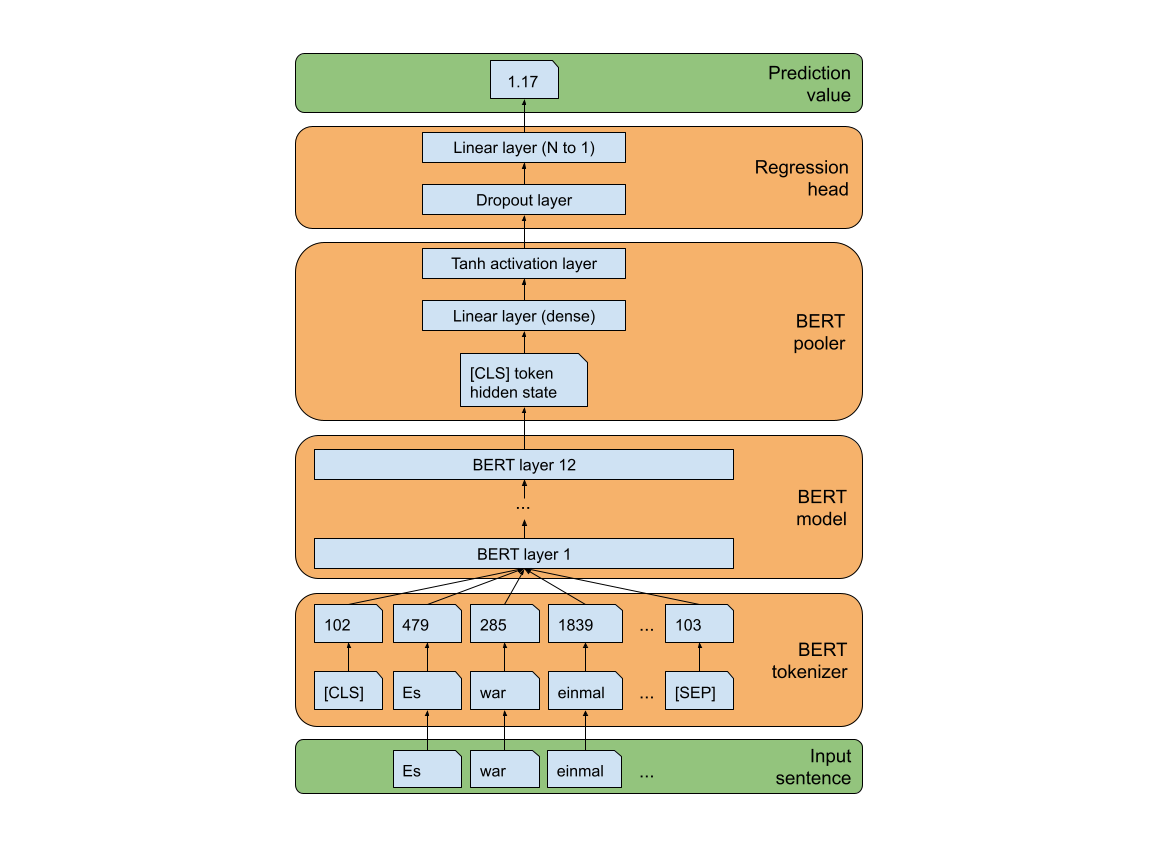 1.17
Prediction
value
Linear layer (N to 1)
Regression
head
Dropout layer
Tanh activation layer
Linear layer (dense)
BERT
pooler
[CLS] token
hidden state
BERT layer 12
...
BERT
model
BERT layer 1
102 479 285 1839 ... 103
BERT
tokenizer
[CLS] Es war einmal ... [SEP]
Es war einmal ...
Input
sentence